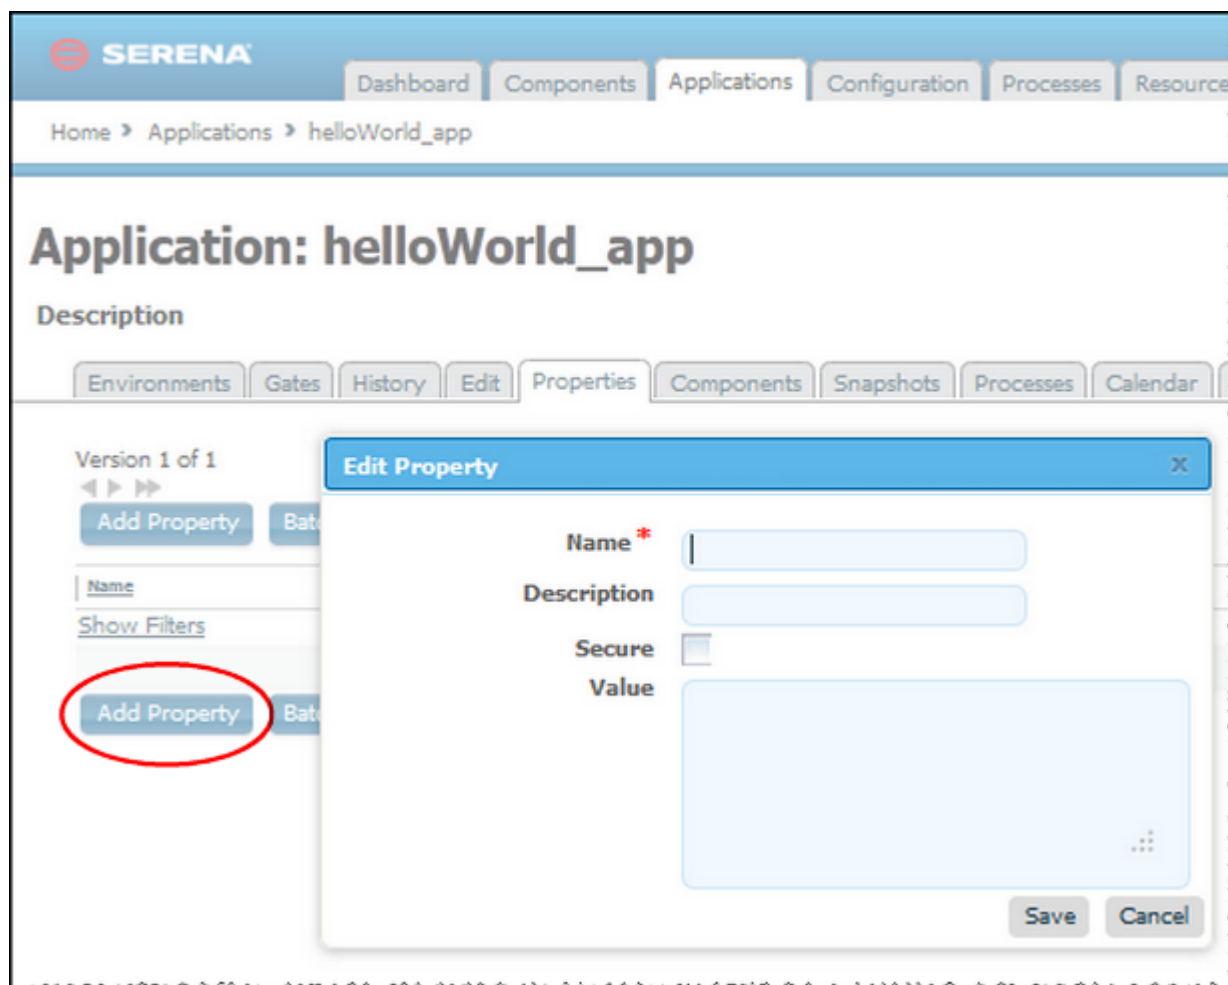 SERENA
Dashboard Components Applications Configuration Processes Resource
Home > Applications > helloWorld_app
Application: helloWorld_app
Description
Environments Gates History Edit Properties Components Snapshots Processes Calendar
Version 1 of 1
Add Property
Name
Show Filters
Add Property
Edit Property x
Name *
Description
Secure
Value
Save Cancel